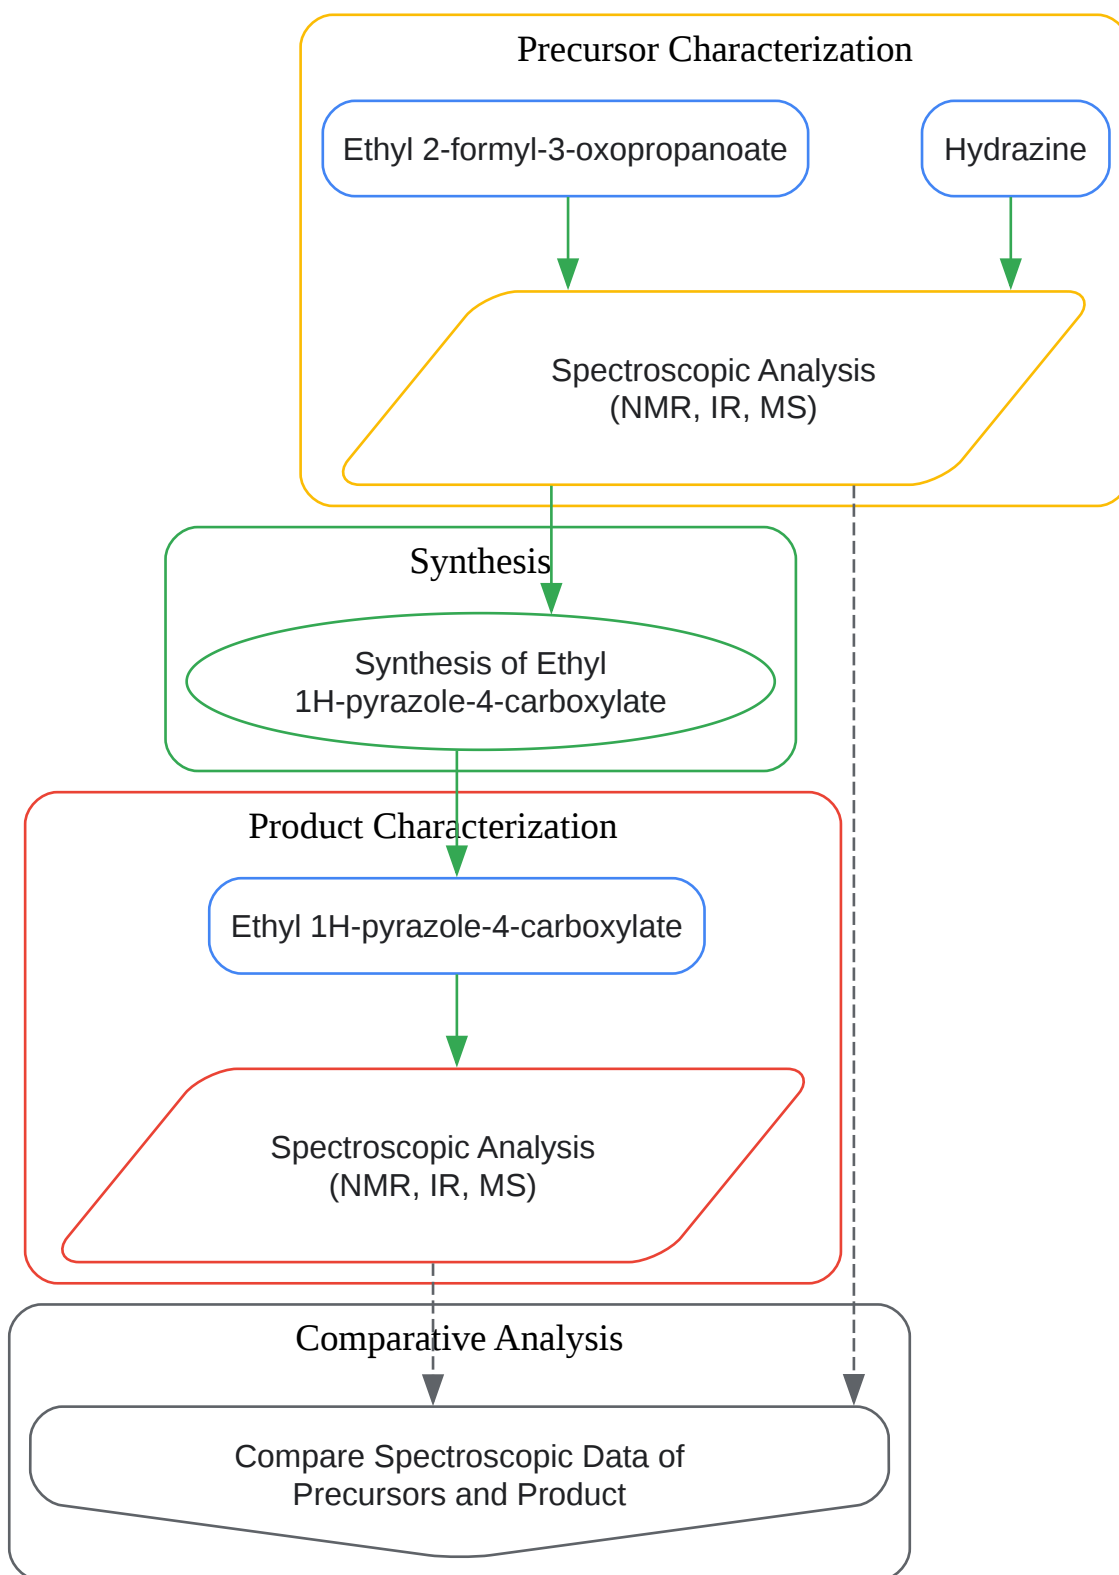 Precursor Characterization
Ethyl 2-formyl-3-oxopropanoate
Hydrazine
Spectroscopic Analysis
(NMR, IR, MS)
Synthesis
Synthesis of Ethyl
1H-pyrazole-4-carboxylate
Product Characterization
Ethyl 1H-pyrazole-4-carboxylate
Spectroscopic Analysis
(NMR, IR, MS)
Comparative Analysis
Compare Spectroscopic Data of
Precursors and Product